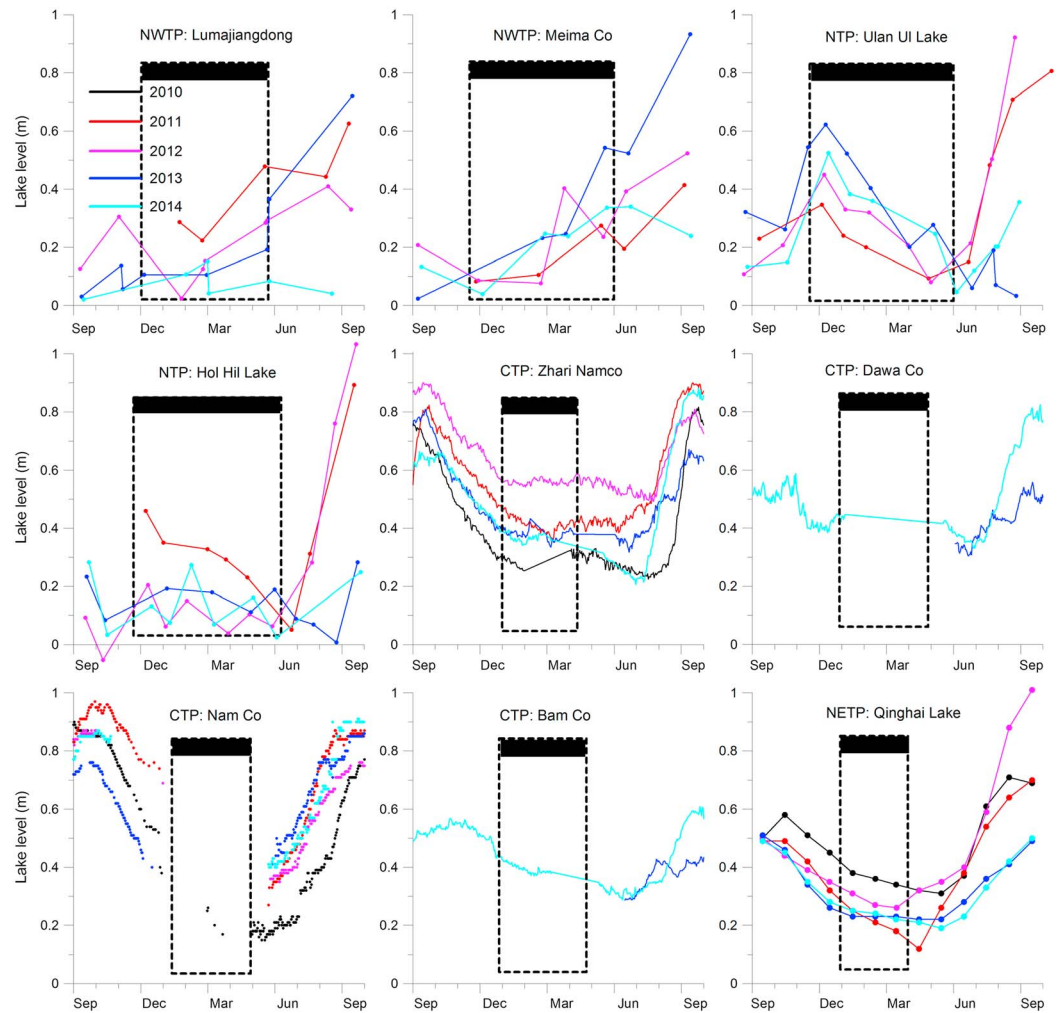 NWTP: Lumajiangdong
NWTP: Meima Co
NTP: Ulan Ul Lake
1
0.8
0.6
0.4
0.2
0
Lake level (m)
2010
2011
2012
2013
2014
Sep Dec Mar Jun Sep
1
0.8
0.6
0.4
0.2
0
Sep Dec Mar Jun Sep
1
0.8
0.6
0.4
0.2
0
Sep Dec Mar Jun Sep
NTP: Hol Hil Lake
CTP: Zhari Namco
CTP: Dawa Co
1
0.8
0.6
0.4
0.2
0
Lake level (m)
Sep Dec Mar Jun Sep
1
0.8
0.6
0.4
0.2
0
Sep Dec Mar Jun Sep
1
0.8
0.6
0.4
0.2
0
Sep Dec Mar Jun Sep
CTP: Nam Co
CTP: Bam Co
NETP: Qinghai Lake
1
0.8
0.6
0.4
0.2
0
Lake level (m)
Sep Dec Mar Jun Sep
1
0.8
0.6
0.4
0.2
0
Sep Dec Mar Jun Sep
1
0.8
0.6
0.4
0.2
0
Sep Dec Mar Jun Sep